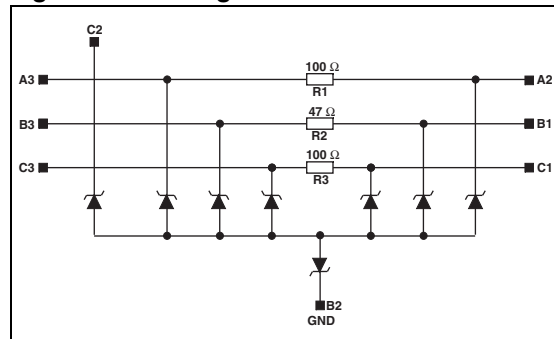 C2
A3 100 Ω A2
R1
B3 47 Ω B1
R2
C3 100 Ω C1
R3
B2
GND